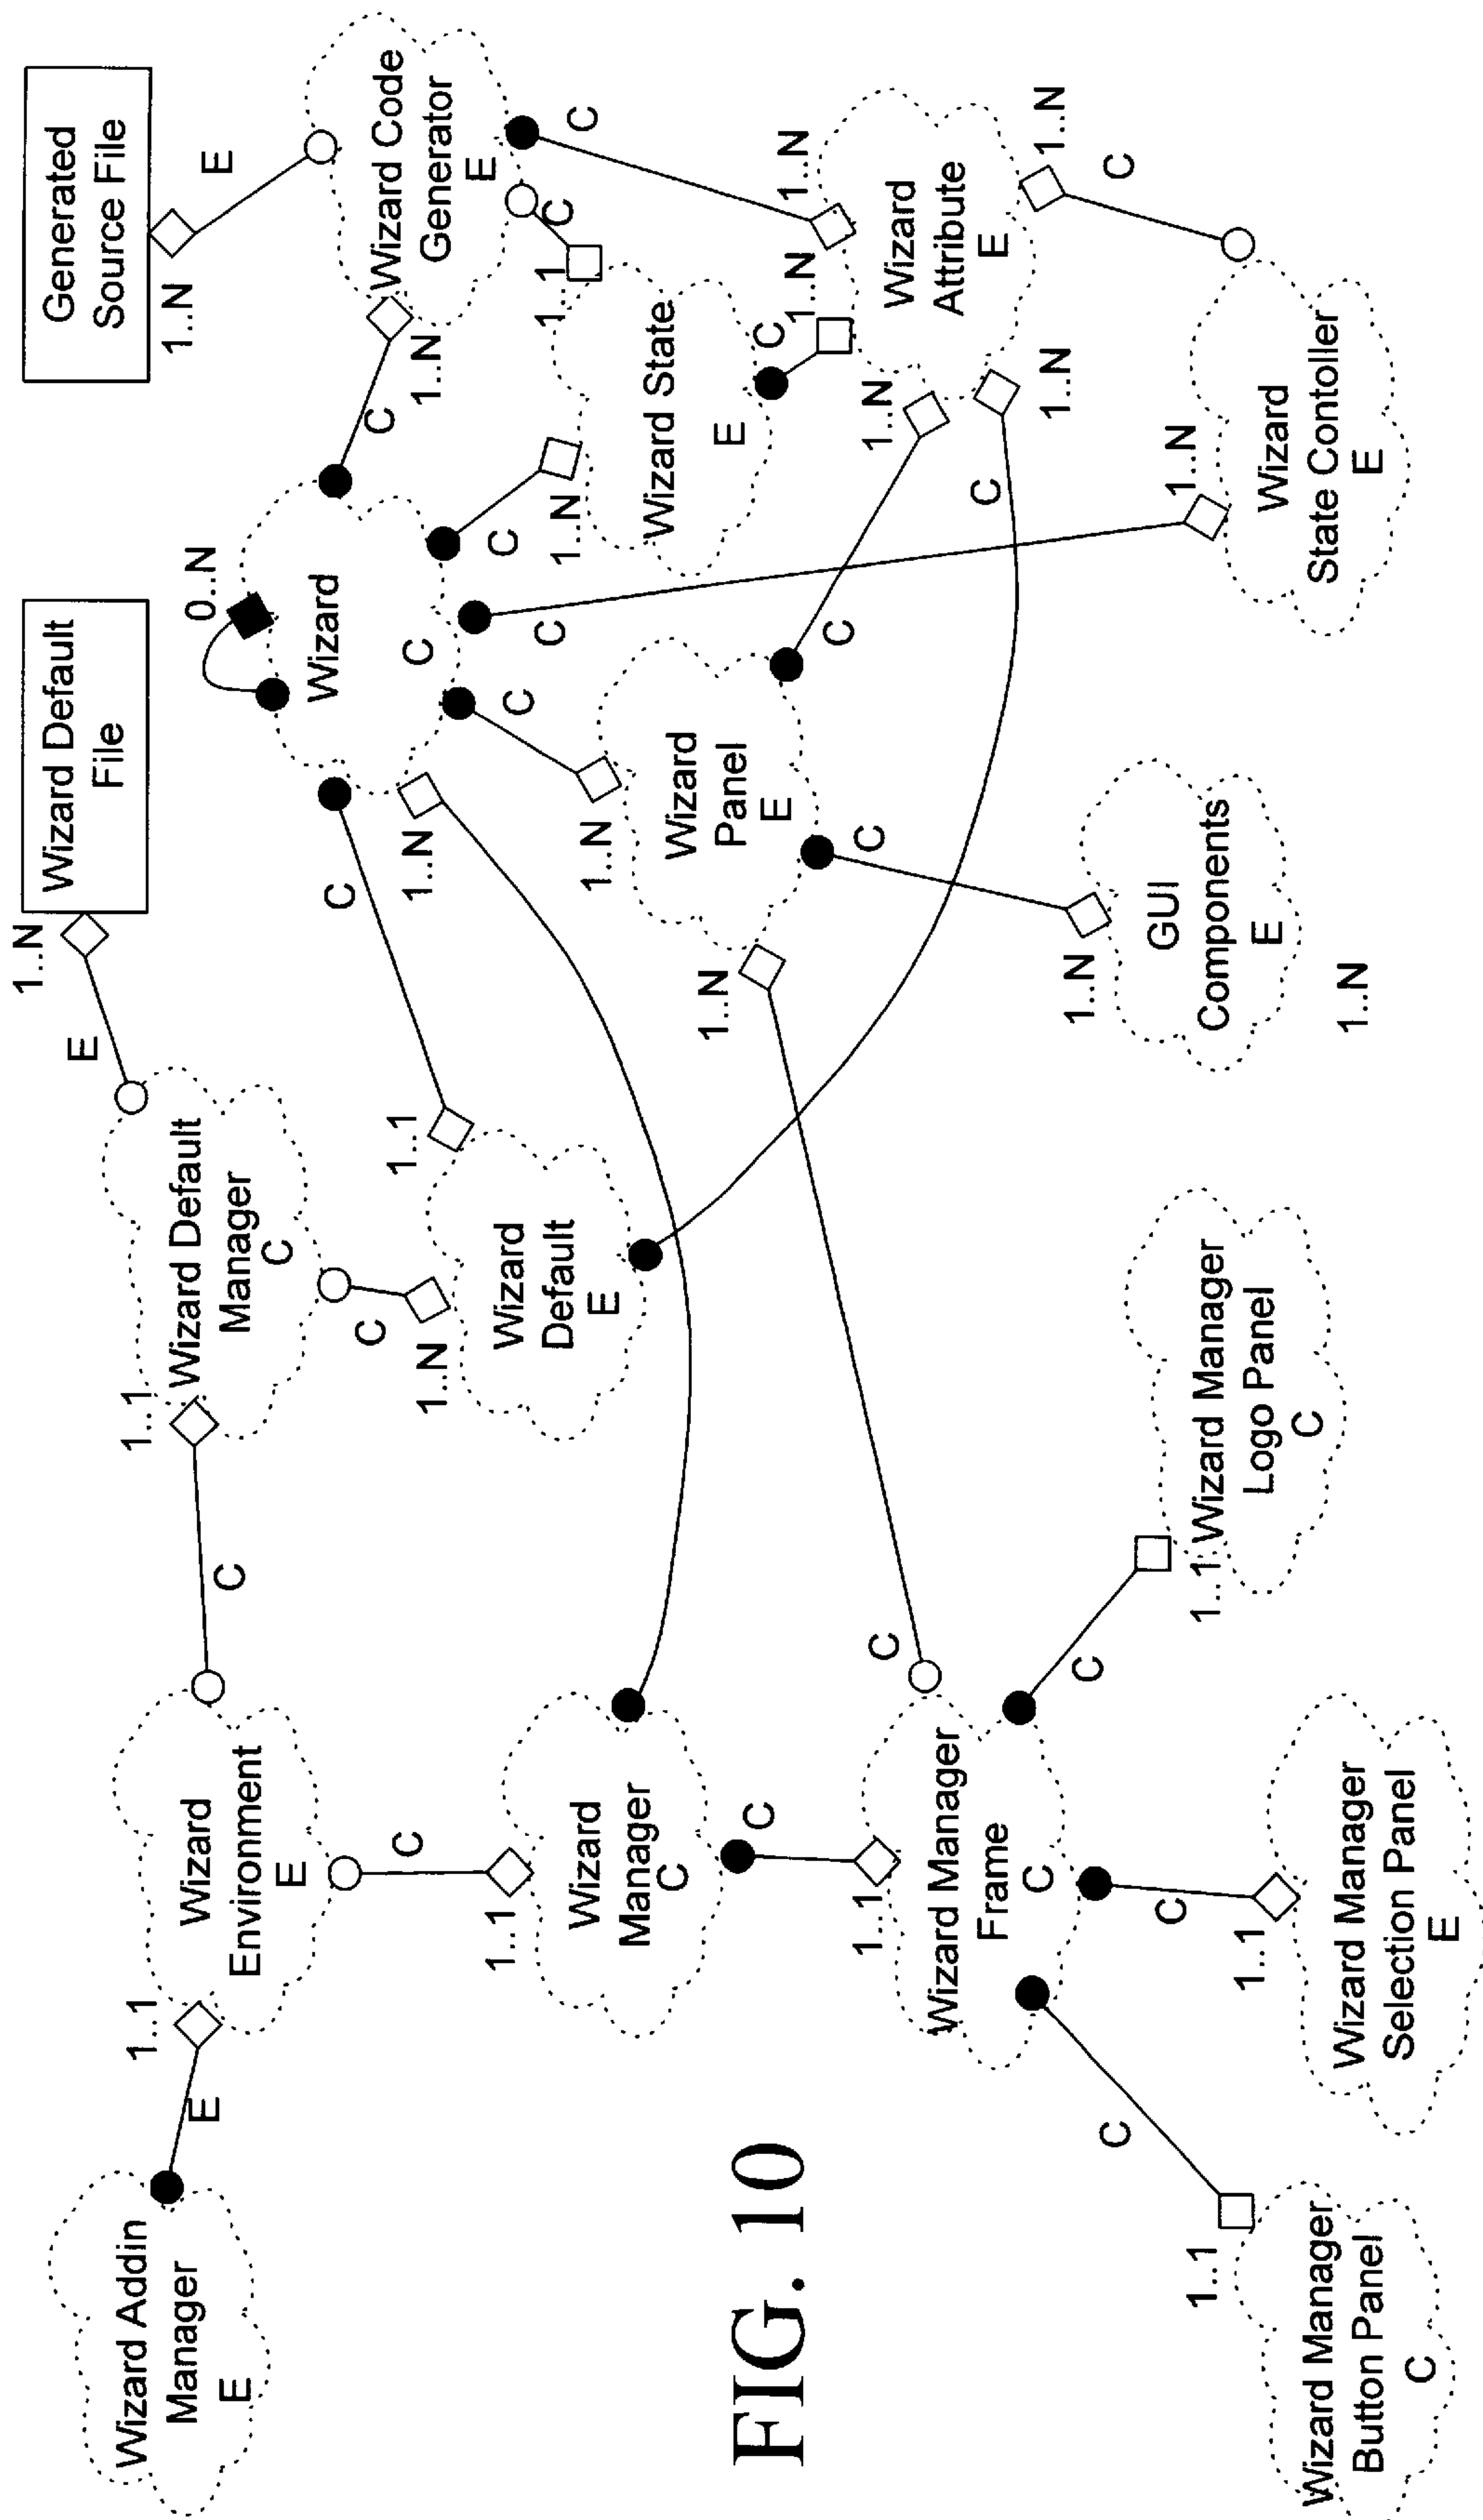 Wizard Addin
Manager
E
E
1..1
Wizard
Environment
E
C
1..1
Wizard Default
Manager
C
E
1..N
Wizard Default
File
Generated
Source File
1..N
E
Wizard Code
Generator
E
C
1..N
0..N
Wizard
C
C
1..1
1..N
C
1..N
C
1..N
C
1..N
Wizard
Default
E
C
1..N
C
1..1
Wizard
Manager
C
C
1..1
Wizard Manager
Frame
C
C
1..N
Wizard
Panel
E
C
1..N
C
1..N
C
1..1
Wizard State
E
C
1..N
C
1..N
Wizard
Attribute
E
C
1..N
C
1..N
Wizard
State Contoller
E
C
1..N
GUI
Components
E
1..N
C
1..1
Wizard Manager
Logo Panel
C
C
1..1
Wizard Manager
Selection Panel
E
C
1..1
Wizard Manager
Button Panel
C
FIG. 10